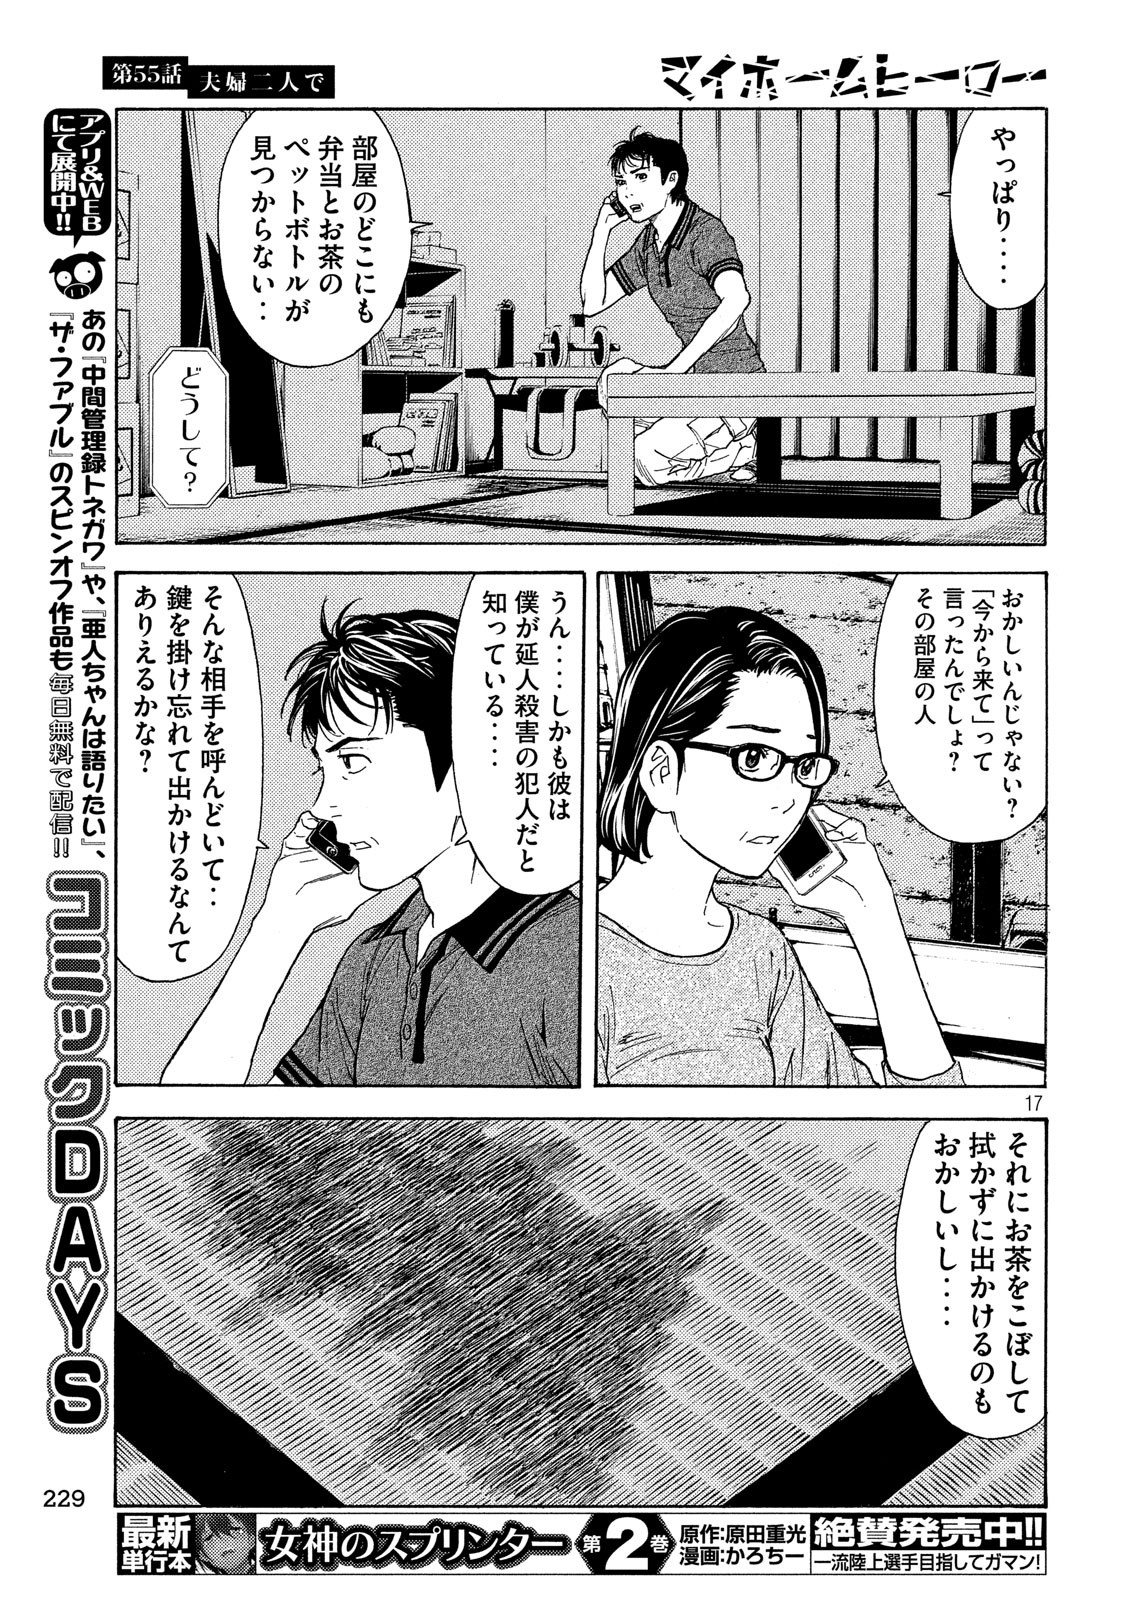 第55話
夫婦二人で
マイホームヒーロー
やっぱり‥‥
部屋のどこにも
弁当とお茶の
ペットボトルが
見つからない‥
どうして?
おかしいんじゃない?
「今から来て」って
言ったんでしょ?
その部屋の人
うん‥‥しかも彼は
僕が延人殺害の犯人だと
知っている‥‥
そんな相手を呼んどいて‥
鍵を掛け忘れて出かけるなんて
ありえるかな?
17
それにお茶をこぼして
拭かずに出かけるのも
おかしいし‥‥
アプリ&WEB
にて展開中!!
あの『中間管理録トネガワ』や、『亜人ちゃんは語りたい』、
『ザ・ファブル』のスピンオフ作品も毎日無料で配信!!
コミックDAYS
229
最新
単行本
女神のスプリンター
第2巻
原作:原田重光
漫画:かろちー
絶賛発売中!!
一流陸上選手目指してガマン!